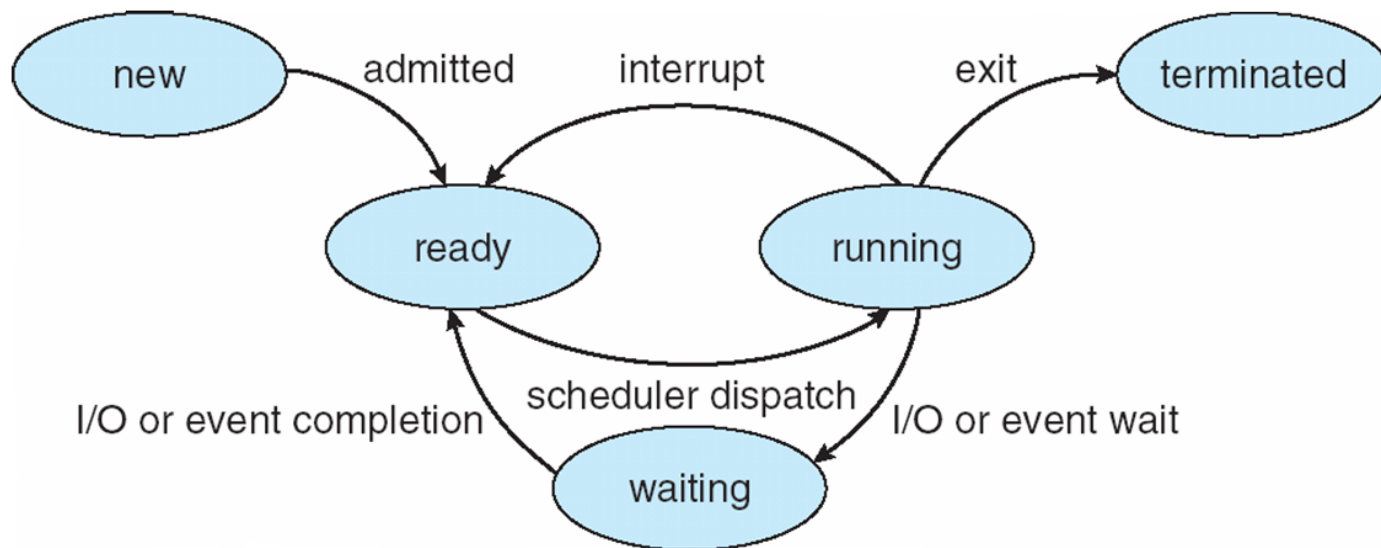 new
admitted
interrupt
exit
terminated
ready
running
scheduler dispatch
I/O or event completion
I/O or event wait
waiting